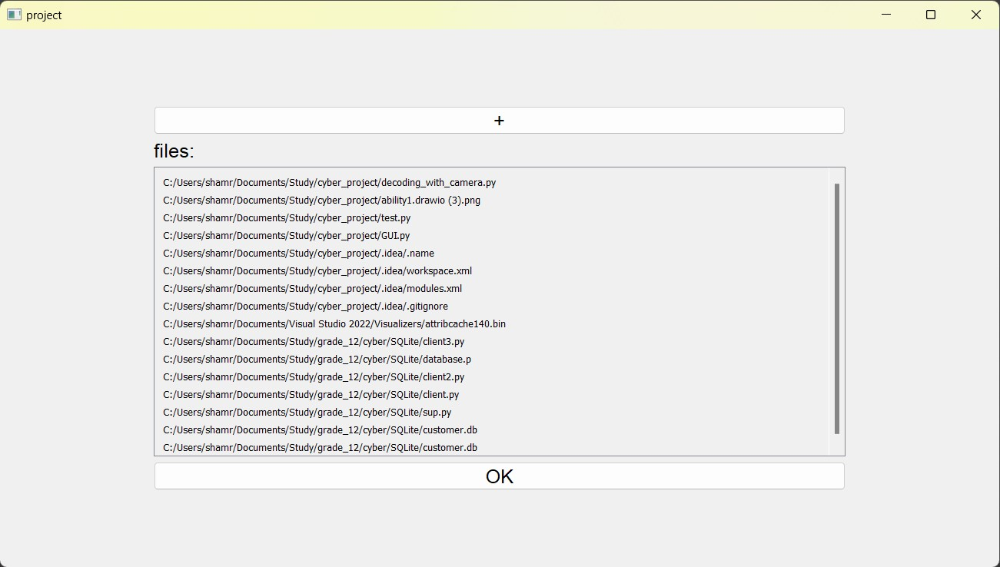 project
+
files:
C:/Users/shamr/Documents/Study/cyber_project/decoding_with_camera.py
C:/Users/shamr/Documents/Study/cyber_project/ability1.drawio (3).png
C:/Users/shamr/Documents/Study/cyber_project/test.py
C:/Users/shamr/Documents/Study/cyber_project/GUI.py
C:/Users/shamr/Documents/Study/cyber_project/.idea/.name
C:/Users/shamr/Documents/Study/cyber_project/.idea/workspace.xml
C:/Users/shamr/Documents/Study/cyber_project/.idea/modules.xml
C:/Users/shamr/Documents/Study/cyber_project/.idea/.gitignore
C:/Users/shamr/Documents/Visual Studio 2022/Visualizers/attribcache140.bin
C:/Users/shamr/Documents/Study/grade_12/cyber/SQLite/client3.py
C:/Users/shamr/Documents/Study/grade_12/cyber/SQLite/database.p
C:/Users/shamr/Documents/Study/grade_12/cyber/SQLite/client2.py
C:/Users/shamr/Documents/Study/grade_12/cyber/SQLite/client.py
C:/Users/shamr/Documents/Study/grade_12/cyber/SQLite/sup.py
C:/Users/shamr/Documents/Study/grade_12/cyber/SQLite/customer.db
C:/Users/shamr/Documents/Study/grade_12/cyber/SQLite/customer.db
OK